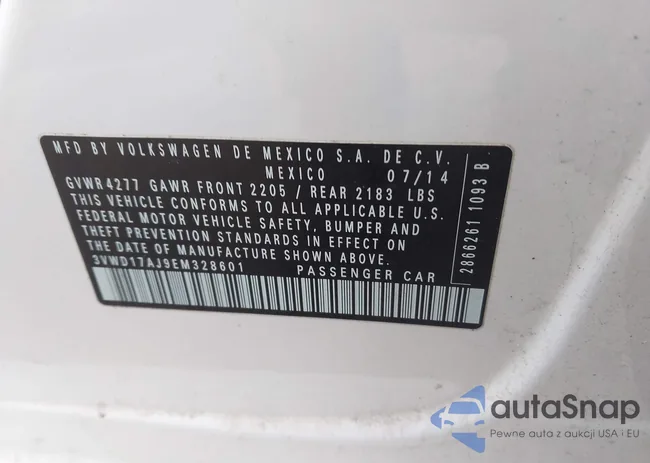 MFD BY VOLKSWAGEN DE MEXICO S.A. DE C.V.
MEXICO 07/14
GVWR 4277 GAWR FRONT 2205 / REAR 2183 LBS
THIS VEHICLE CONFORMS TO ALL APPLICABLE U.S.
FEDERAL MOTOR VEHICLE SAFETY, BUMPER AND
THEFT PREVENTION STANDARDS IN EFFECT ON
THE DATE OF MANUFACTURE SHOWN ABOVE.
3VWD17AJ9EM328601 PASSENGER CAR
2866261 1093 B
autaSnap
Pewne auta z aukcji USA i EU